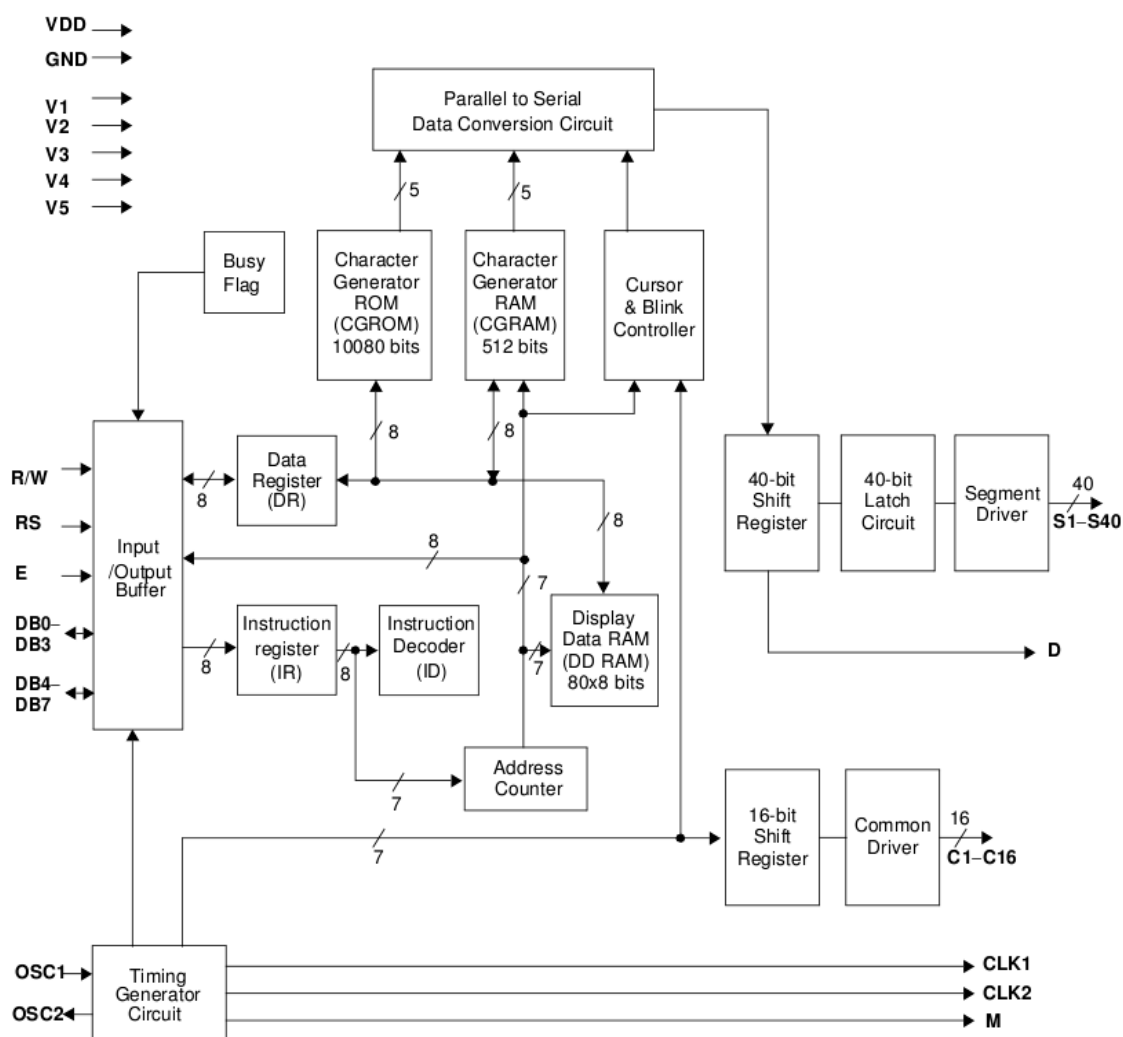 VDD
GND
V1
V2
V3
V4
V5
Parallel to Serial
Data Conversion Circuit
5
5
Busy
Flag
Character
Generator
ROM
(CGROM)
10080 bits
Character
Generator
RAM
(CGRAM)
512 bits
Cursor
& Blink
Controller
8
8
R/W
RS
E
DB0–
DB3
DB4–
DB7
Input
/Output
Buffer
8
Data
Register
(DR)
8
8
7
40-bit
Shift
Register
40-bit
Latch
Circuit
Segment
Driver
40
S1–S40
D
8
Instruction
register
(IR)
8
Instruction
Decoder
(ID)
7
Display
Data RAM
(DD RAM)
80x8 bits
7
Address
Counter
7
16-bit
Shift
Register
Common
Driver
16
C1–C16
OSC1
OSC2
Timing
Generator
Circuit
CLK1
CLK2
M